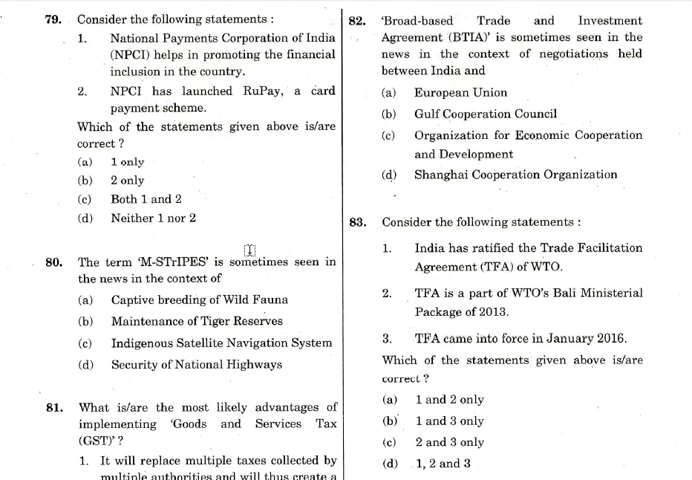 79. Consider the following statements :
1. National Payments Corporation of India
(NPCI) helps in promoting the financial
inclusion in the country.
2. NPCI has launched RuPay, a card
payment scheme.
Which of the statements given above is/are
correct ?
(a) 1 only
(b) 2 only
(c) Both 1 and 2
(d) Neither 1 nor 2
80. The term 'M-STrIPES' is sometimes seen in
the news in the context of
(a) Captive breeding of Wild Fauna
(b) Maintenance of Tiger Reserves
(c) Indigenous Satellite Navigation System
(d) Security of National Highways
81. What is/are the most likely advantages of
implementing 'Goods and Services Tax
(GST)' ?
1. It will replace multiple taxes collected by
multiple authorities and will thus create a
82. 'Broad-based Trade and Investment
Agreement (BTIA)' is sometimes seen in the
news in the context of negotiations held
between India and
(a) European Union
(b) Gulf Cooperation Council
(c) Organization for Economic Cooperation
and Development
(d) Shanghai Cooperation Organization
83. Consider the following statements :
1. India has ratified the Trade Facilitation
Agreement (TFA) of WTO.
2. TFA is a part of WTO's Bali Ministerial
Package of 2013.
3. TFA came into force in January 2016.
Which of the statements given above is/are
correct ?
(a) 1 and 2 only
(b) 1 and 3 only
(c) 2 and 3 only
(d) 1, 2 and 3